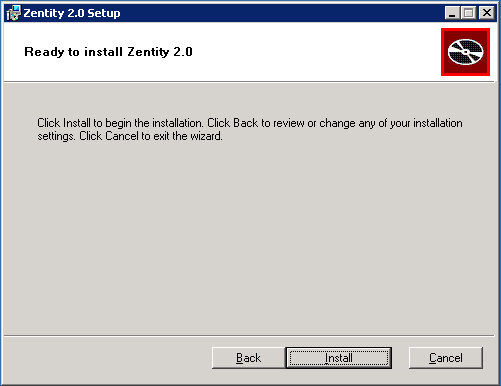 Zentity 2.0 Setup
Ready to install Zentity 2.0
Click Install to begin the installation. Click Back to review or change any of your installation
settings. Click Cancel to exit the wizard.
Back Install Cancel